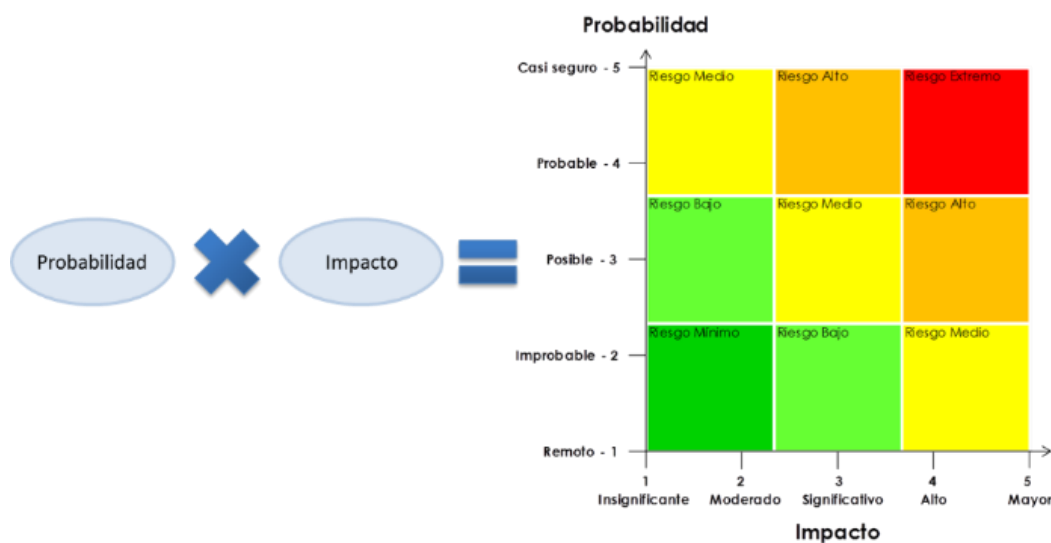 Probabilidad
Casi seguro - 5
Riesgo Medio
Riesgo Alto
Riesgo Extremo
Probable - 4
Riesgo Bajo
Riesgo Medio
Riesgo Alto
Probabilidad
Impacto
Posible - 3
Riesgo Mínimo
Riesgo Bajo
Riesgo Medio
Improbable - 2
Remoto - 1
1
2
3
4
5
Insignificante
Moderado
Significativo
Alto
Mayor
Impacto